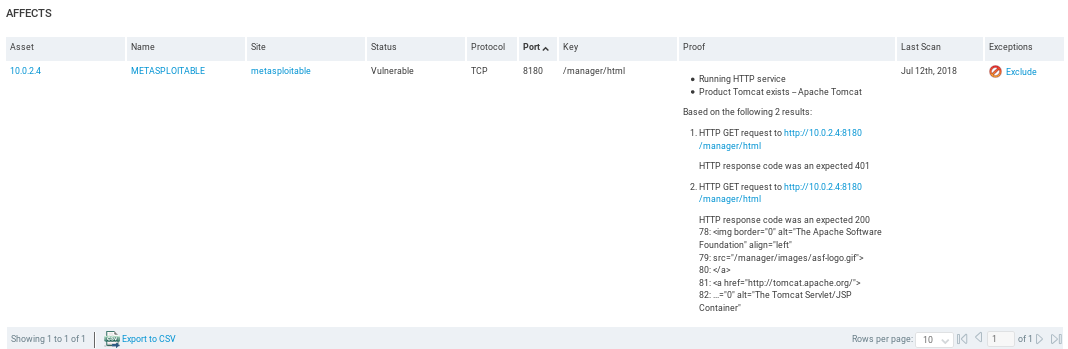 AFFECTS
Asset Name Site Status Protocol Port Key Proof Last Scan Exceptions
10.0.2.4 METASPLOITABLE metasploitable Vulnerable TCP 8180 /manager/html Jul 12th, 2018 Exclude
• Running HTTP service
• Product Tomcat exists -- Apache Tomcat
Based on the following 2 results:
1. HTTP GET request to http://10.0.2.4:8180
/manager/html
HTTP response code was an expected 401
2. HTTP GET request to http://10.0.2.4:8180
/manager/html
HTTP response code was an expected 200
78: <img border="0" alt="The Apache Software
Foundation" align="left"
79: src="/manager/images/asf-logo.gif">
80: </a>
81: <a href="http://tomcat.apache.org/">
82: ...="0" alt="The Tomcat Servlet/JSP
Container"
Showing 1 to 1 of 1 Export to CSV Rows per page: 10 1 of 1